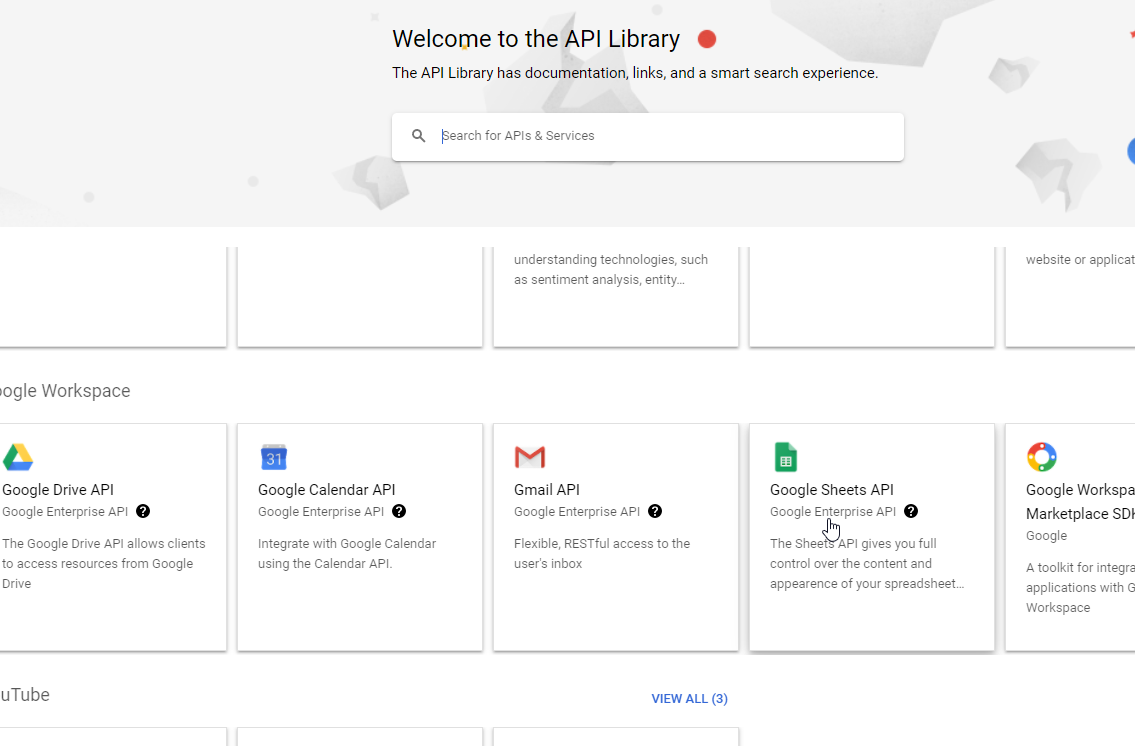 Welcome to the API Library
The API Library has documentation, links, and a smart search experience.
Search for APIs & Services
understanding technologies, such
as sentiment analysis, entity...
website or applicat
oogle Workspace
31
Google Drive API
Google Enterprise API ?
The Google Drive API allows clients
to access resources from Google
Drive
Google Calendar API
Google Enterprise API ?
Integrate with Google Calendar
using the Calendar API.
Gmail API
Google Enterprise API ?
Flexible, RESTful access to the
user's inbox
Google Sheets API
Google Enterprise API ?
The Sheets API gives you full
control over the content and
appearence of your spreadsheet...
Google Workspa
Marketplace SDK
Google
A toolkit for integra
applications with G
Workspace
uTube
VIEW ALL (3)